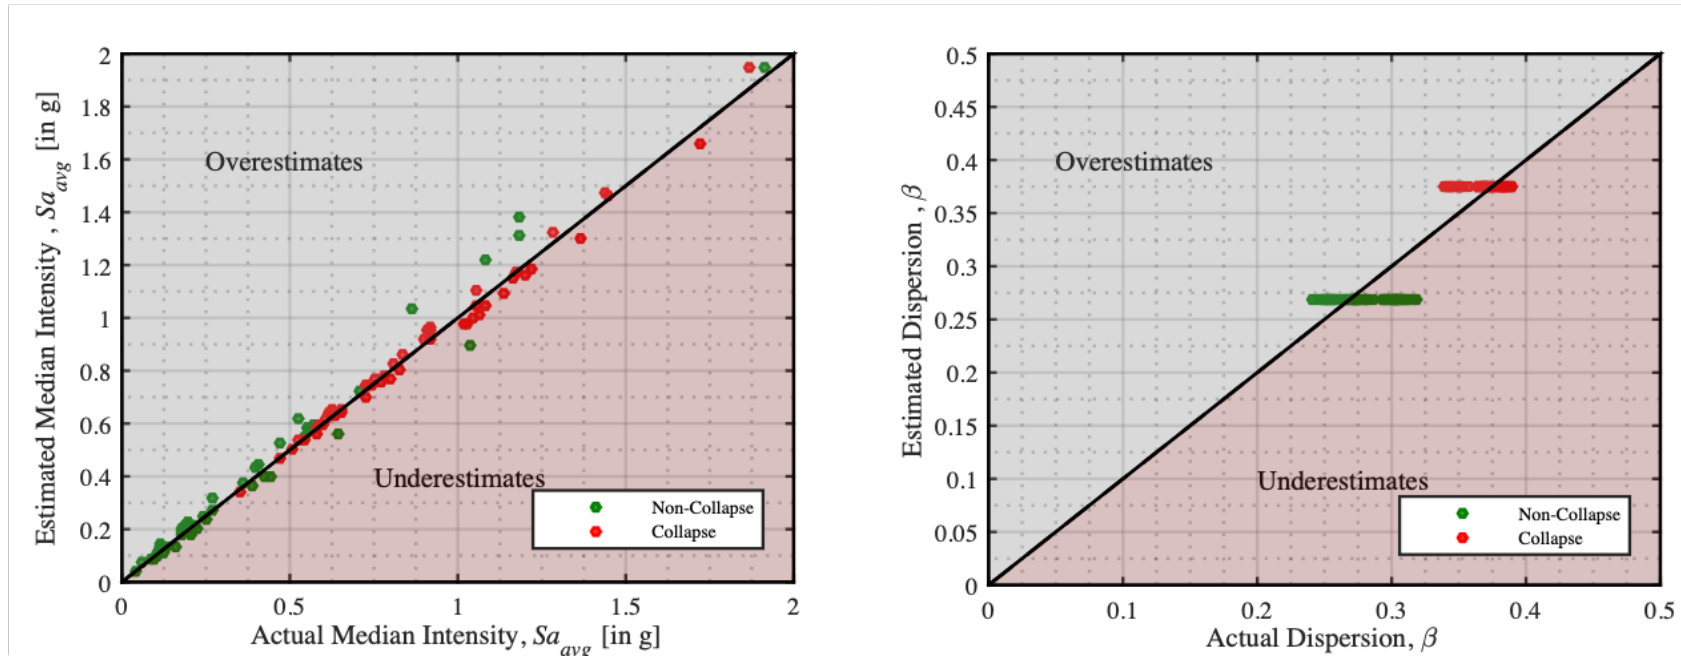 2
1.8
1.6
1.4
1.2
1
0.8
0.6
0.4
0.2
0
0
0.5
1
1.5
2
Estimated Median Intensity , Sa_avg [in g]
Actual Median Intensity, Sa_avg [in g]
Overestimates
Underestimates
Non-Collapse
Collapse
0.5
0.45
0.4
0.35
0.3
0.25
0.2
0.15
0.1
0.05
0
0
0.1
0.2
0.3
0.4
0.5
Estimated Dispersion , β
Actual Dispersion, β
Overestimates
Underestimates
Non-Collapse
Collapse